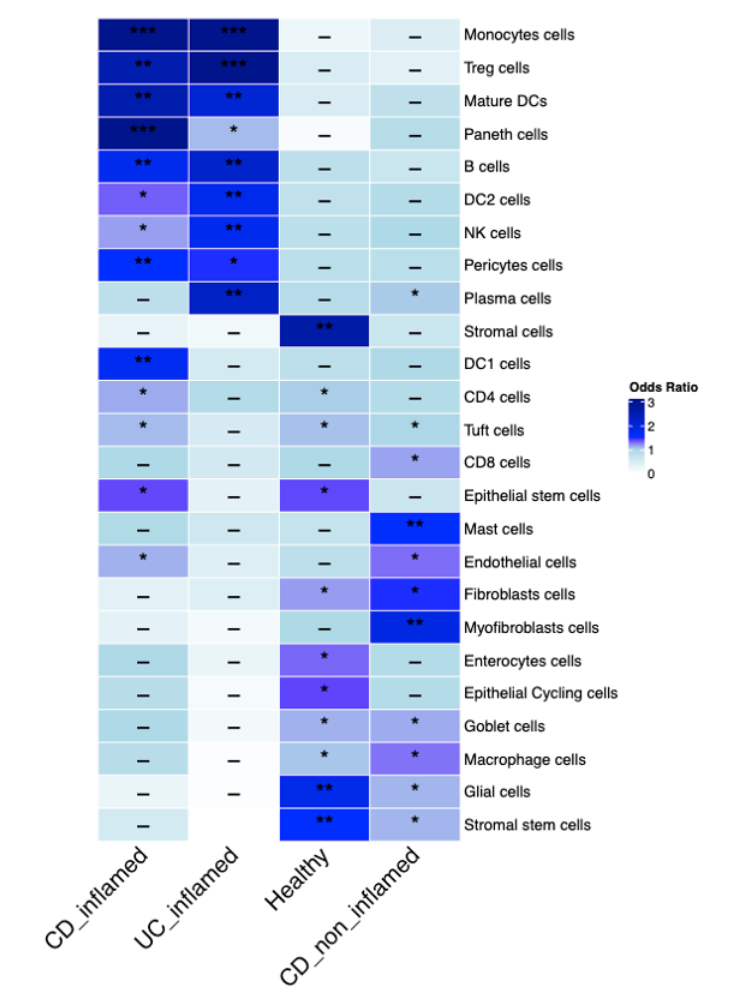 *** *** – – Monocytes cells
** *** – – Treg cells
** ** – – Mature DCs
*** * – – Paneth cells
** ** – – B cells
* ** – – DC2 cells
* ** – – NK cells
** * – – Pericytes cells
– ** – * Plasma cells
– – ** – Stromal cells
** – – – DC1 cells
* – * – CD4 cells
* – * * Tuft cells
– – – * CD8 cells
* – * – Epithelial stem cells
– – – ** Mast cells
* – – * Endothelial cells
– – * * Fibroblasts cells
– – – ** Myofibroblasts cells
– – * – Enterocytes cells
– – * – Epithelial Cycling cells
– – * * Goblet cells
– – * * Macrophage cells
– – ** * Glial cells
– ** * Stromal stem cells
Odds Ratio
3
2
1
0
CD_inflamed
UC_inflamed
Healthy
CD_non_inflamed